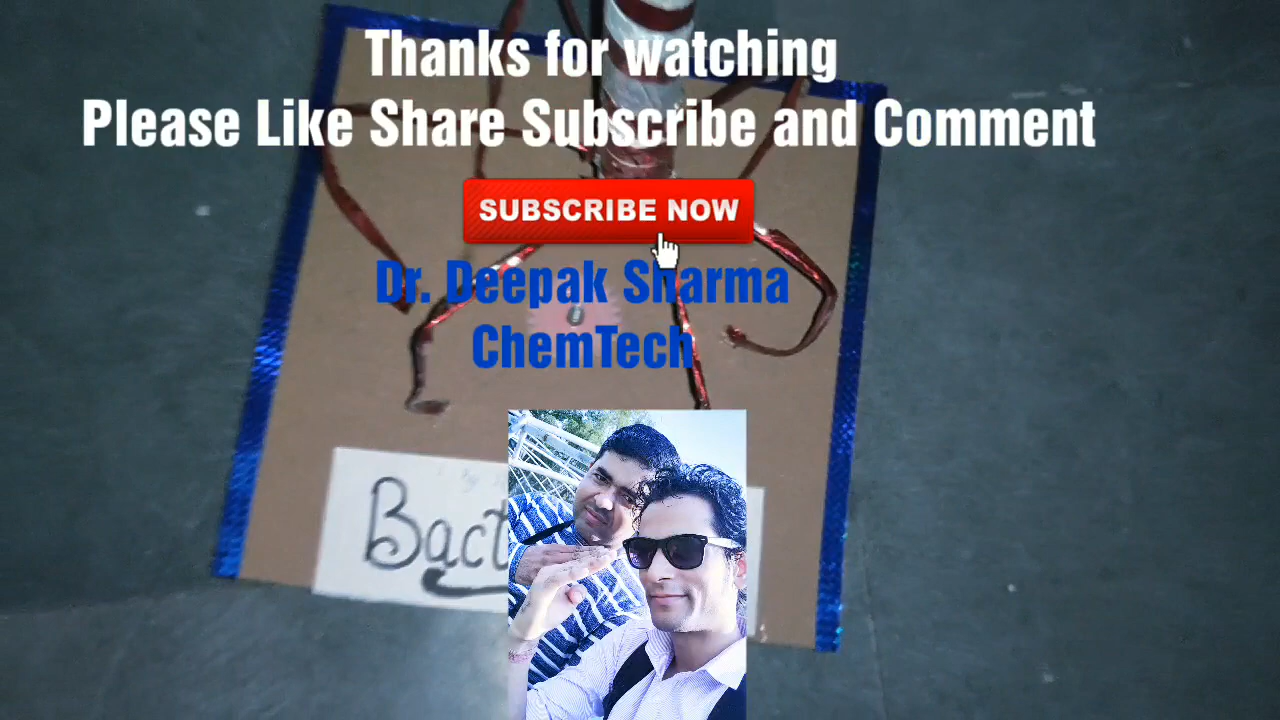 Thanks for watching
Please Like Share Subscribe and Comment
SUBSCRIBE NOW
Dr. Deepak Sharma
ChemTech
Bact